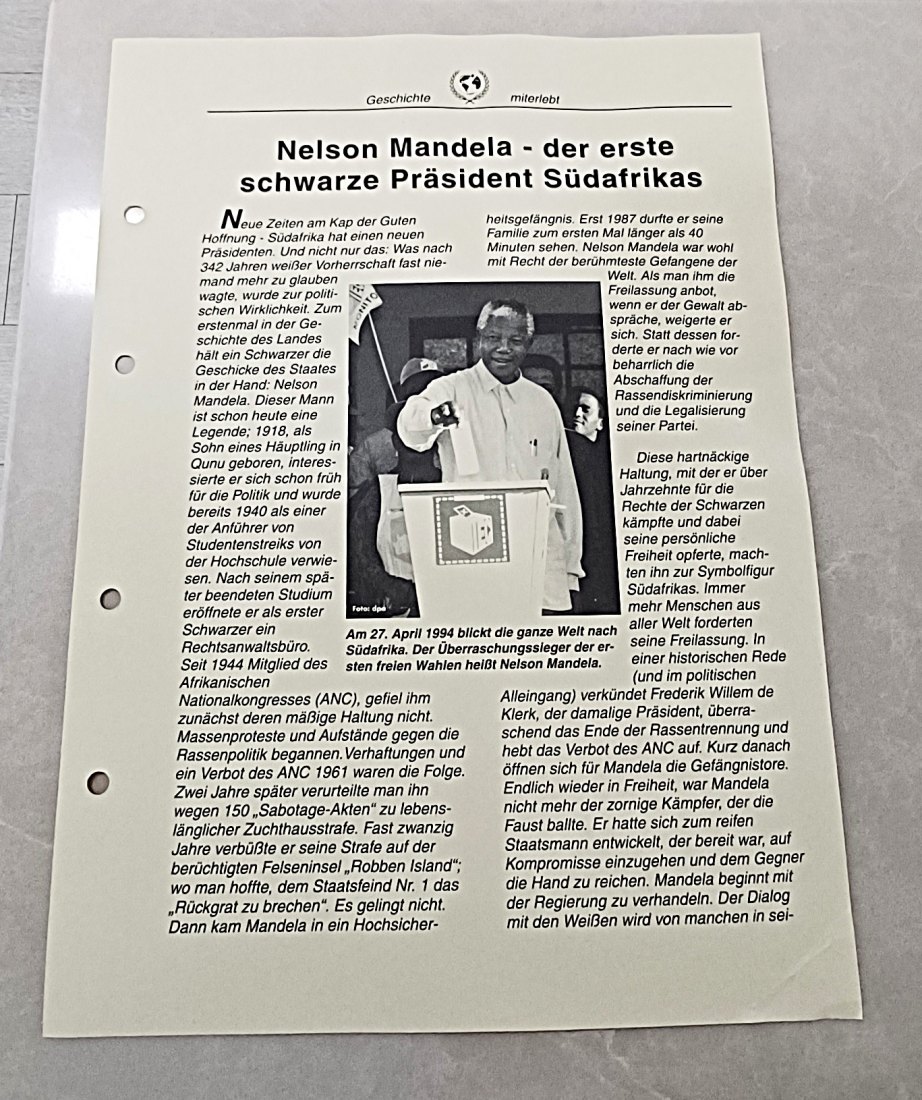 Geschichte miterlebt
Nelson Mandela - der erste
schwarze Präsident Südafrikas
Neue Zeiten am Kap der Guten
Hoffnung - Südafrika hat einen neuen
Präsidenten. Und nicht nur das: Was nach
342 Jahren weißer Vorherrschaft fast nie-
mand mehr zu glauben
wagte, wurde zur politi-
schen Wirklichkeit. Zum
erstenmal in der Ge-
schichte des Landes
hält ein Schwarzer die
Geschicke des Staates
in der Hand: Nelson
Mandela. Dieser Mann
ist schon heute eine
Legende; 1918, als
Sohn eines Häuptling in
Qunu geboren, interes-
sierte er sich schon früh
für die Politik und wurde
bereits 1940 als einer
der Anführer von
Studentenstreiks von
der Hochschule verwie-
sen. Nach seinem spä-
ter beendeten Studium
eröffnete er als erster
Schwarzer ein
Rechtsanwaltsbüro.
Seit 1944 Mitglied des
Afrikanischen
Nationalkongresses (ANC), gefiel ihm
zunächst deren mäßige Haltung nicht.
Massenproteste und Aufstände gegen die
Rassenpolitik begannen.Verhaftungen und
ein Verbot des ANC 1961 waren die Folge.
Zwei Jahre später verurteilte man ihn
wegen 150 „Sabotage-Akten“ zu lebens-
länglicher Zuchthausstrafe. Fast zwanzig
Jahre verbüßte er seine Strafe auf der
berüchtigten Felseninsel „Robben Island“;
wo man hoffte, dem Staatsfeind Nr. 1 das
„Rückgrat zu brechen“. Es gelingt nicht.
Dann kam Mandela in ein Hochsicher-
heitsgefängnis. Erst 1987 durfte er seine
Familie zum ersten Mal länger als 40
Minuten sehen. Nelson Mandela war wohl
mit Recht der berühmteste Gefangene der
Welt. Als man ihm die
Freilassung anbot,
wenn er der Gewalt ab-
spräche, weigerte er
sich. Statt dessen for-
derte er nach wie vor
beharrlich die
Abschaffung der
Rassendiskriminierung
und die Legalisierung
seiner Partei.
Diese hartnäckige
Haltung, mit der er über
Jahrzehnte für die
Rechte der Schwarzen
kämpfte und dabei
seine persönliche
Freiheit opferte, mach-
ten ihn zur Symbolfigur
Südafrikas. Immer
mehr Menschen aus
aller Welt forderten
seine Freilassung. In
einer historischen Rede
(und im politischen
Alleingang) verkündet Frederik Willem de
Klerk, der damalige Präsident, überra-
schend das Ende der Rassentrennung und
hebt das Verbot des ANC auf. Kurz danach
öffnen sich für Mandela die Gefängnistore.
Endlich wieder in Freiheit, war Mandela
nicht mehr der zornige Kämpfer, der die
Faust ballte. Er hatte sich zum reifen
Staatsmann entwickelt, der bereit war, auf
Kompromisse einzugehen und dem Gegner
die Hand zu reichen. Mandela beginnt mit
der Regierung zu verhandeln. Der Dialog
mit den Weißen wird von manchen in sei-
Foto: dpa
Am 27. April 1994 blickt die ganze Welt nach
Südafrika. Der Überraschungssieger der er-
sten freien Wahlen heißt Nelson Mandela.